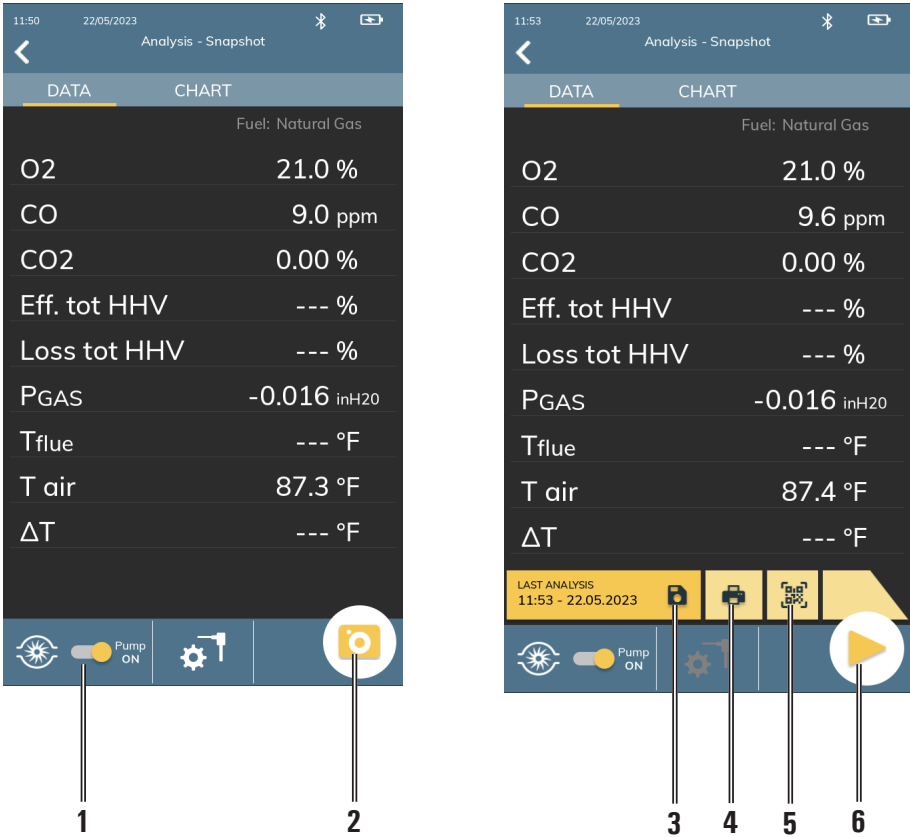 11:50 22/05/2023
Analysis - Snapshot
DATA CHART
Fuel: Natural Gas
O2 21.0 %
CO 9.0 ppm
CO2 0.00 %
Eff. tot HHV --- %
Loss tot HHV --- %
PGAS -0.016 inH20
Tflue --- °F
T air 87.3 °F
ΔT --- °F
Pump
ON
1
2
11:53 22/05/2023
Analysis - Snapshot
DATA CHART
Fuel: Natural Gas
O2 21.0 %
CO 9.6 ppm
CO2 0.00 %
Eff. tot HHV --- %
Loss tot HHV --- %
PGAS -0.016 inH20
Tflue --- °F
T air 87.4 °F
ΔT --- °F
LAST ANALYSIS
11:53 - 22.05.2023
Pump
ON
3
4
5
6